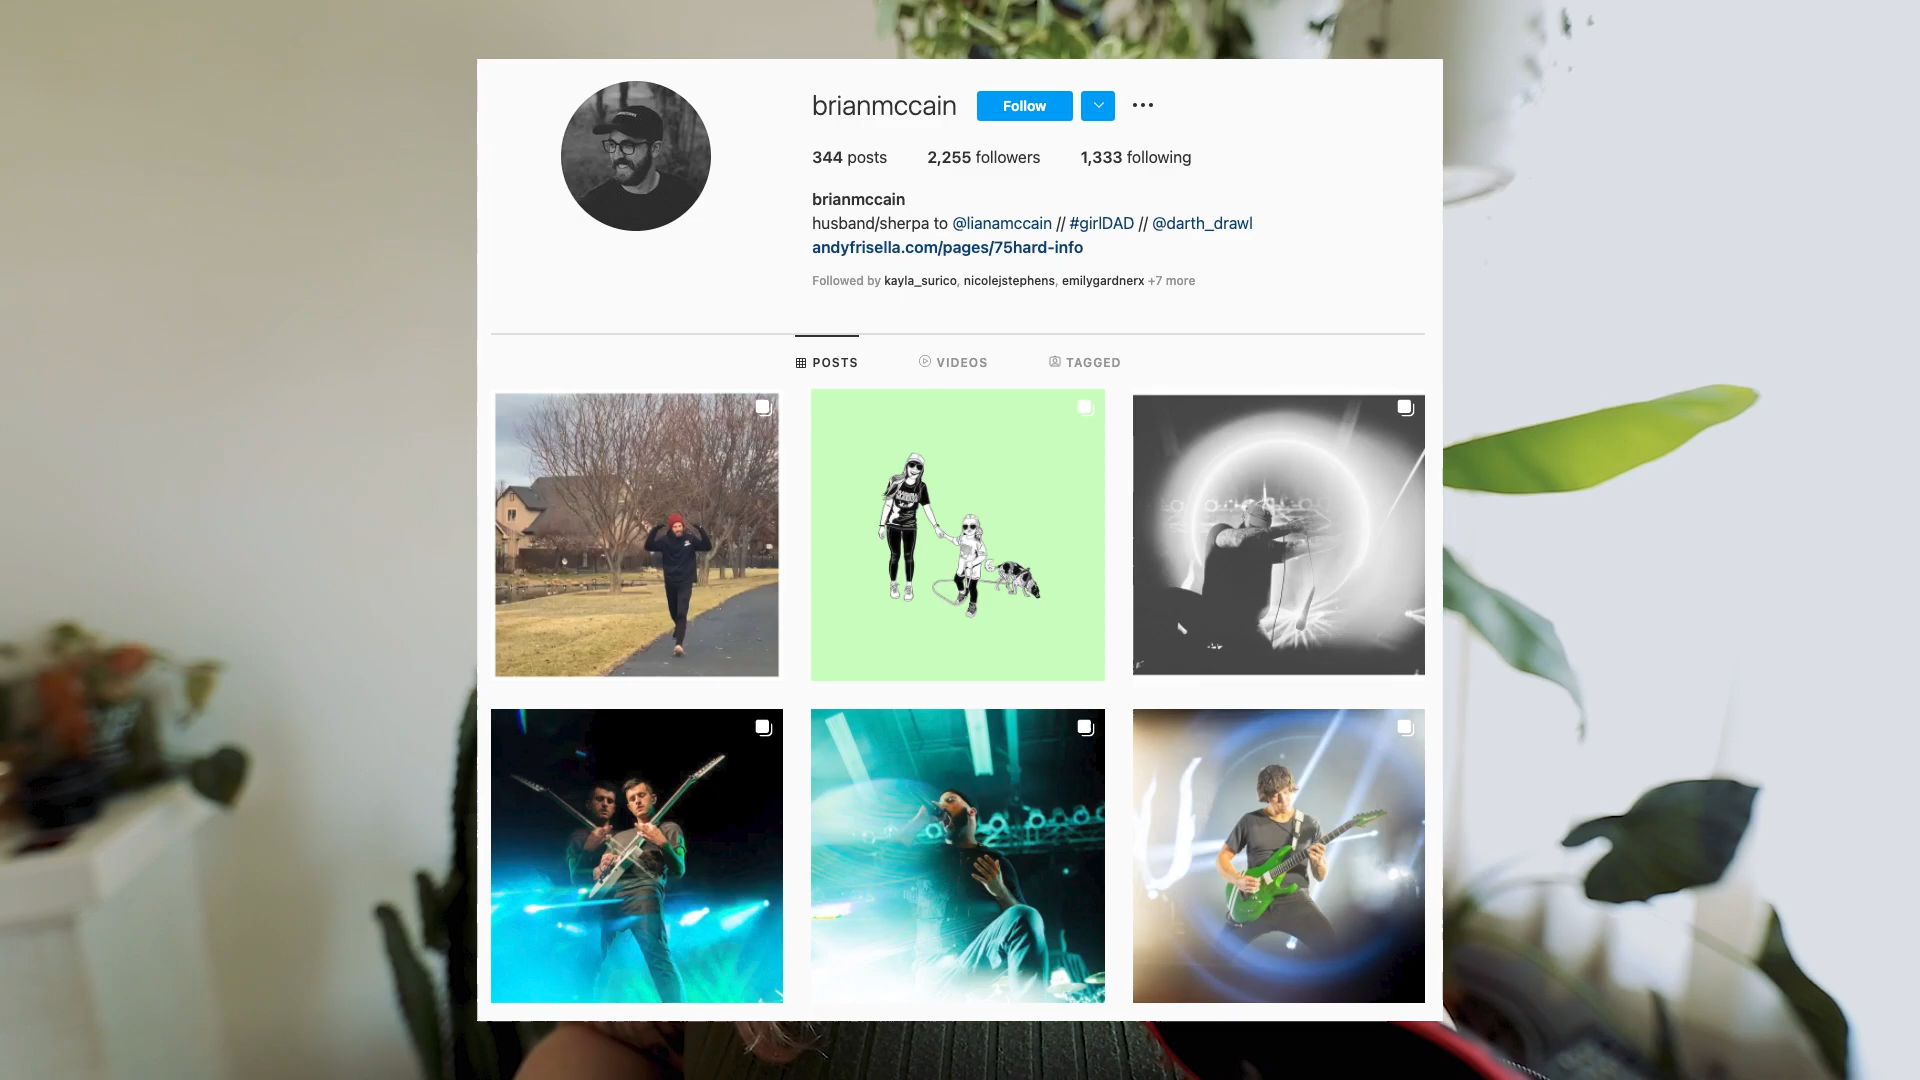 brianmccain Follow
344 posts 2,255 followers 1,333 following
brianmccain
husband/sherpa to @lianamccain // #girlDAD // @darth_drawl
andyfrisella.com/pages/75hard-info
Followed by kayla_surico, nicolejstephens, emilygardnerx +7 more
POSTS VIDEOS TAGGED